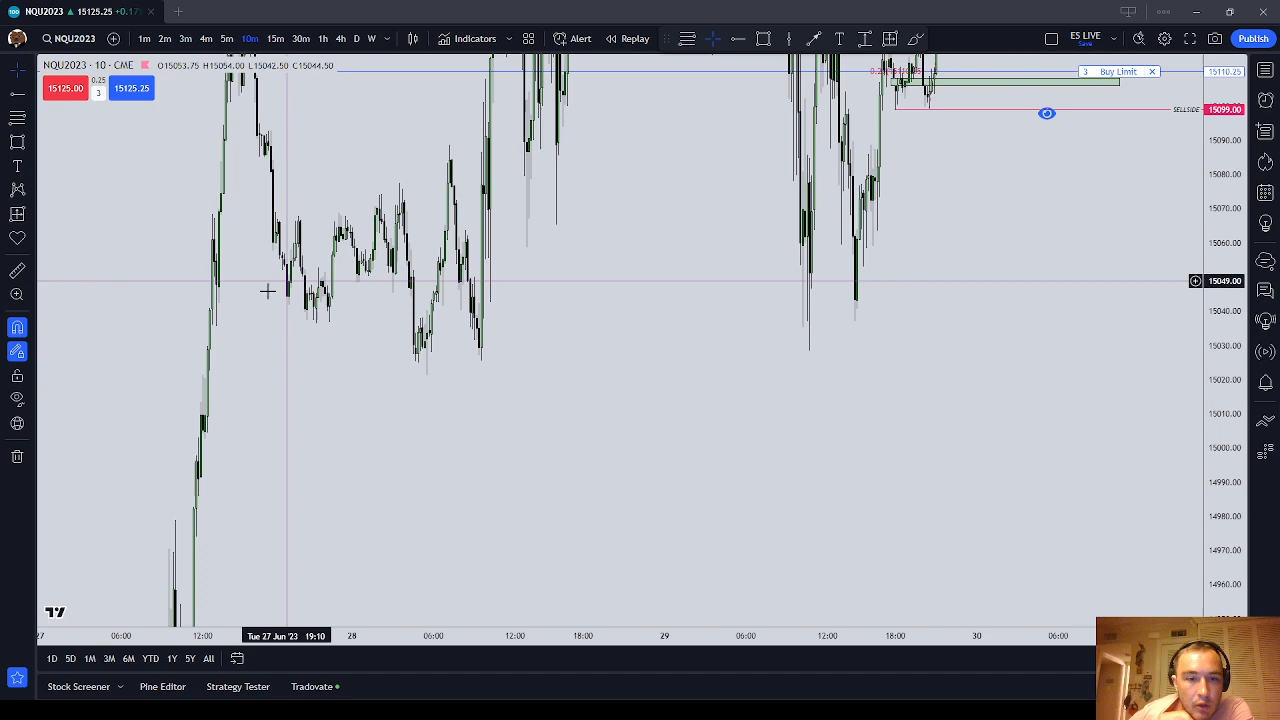 NQU2023 ▲ 15125.25 +0.17
NQU2023 1m 2m 3m 4m 5m 10m 15m 30m 1h 4h D W Indicators Alert Replay ES LIVE Save Publish
NQU2023 · 10 · CME O15053.75 H15054.00 L15042.50 C15044.50
15125.00 0.25 3 15125.25
3 Buy Limit 15110.25
SELLSIDE 15099.00
15090.00
15080.00
15070.00
15060.00
15049.00
15040.00
15030.00
15020.00
15010.00
15000.00
14990.00
14980.00
14970.00
14960.00
27 06:00 12:00 Tue 27 Jun '23 19:10 28 06:00 12:00 18:00 29 06:00 12:00 18:00 30 06:00
1D 5D 1M 3M 6M YTD 1Y 5Y All
Stock Screener Pine Editor Strategy Tester Tradovate